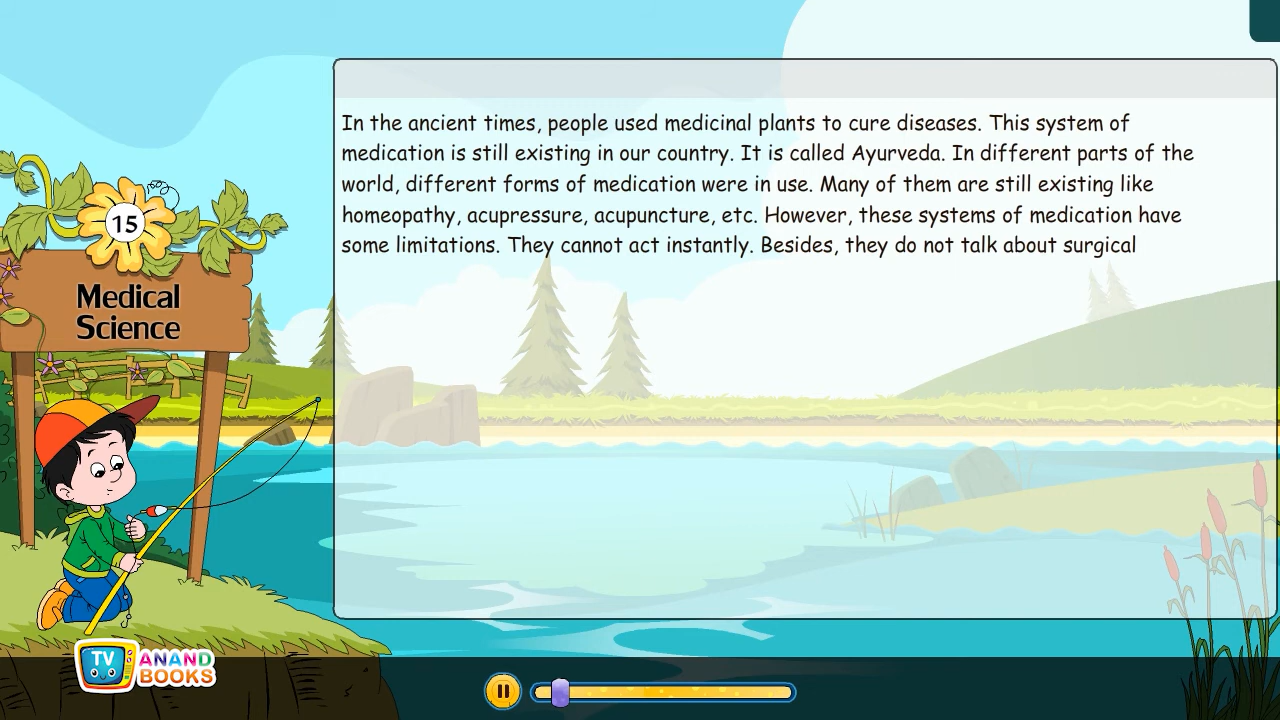 In the ancient times, people used medicinal plants to cure diseases. This system of
medication is still existing in our country. It is called Ayurveda. In different parts of the
world, different forms of medication were in use. Many of them are still existing like
homeopathy, acupressure, acupuncture, etc. However, these systems of medication have
some limitations. They cannot act instantly. Besides, they do not talk about surgical
15
Medical
Science
TV
ANAND
BOOKS